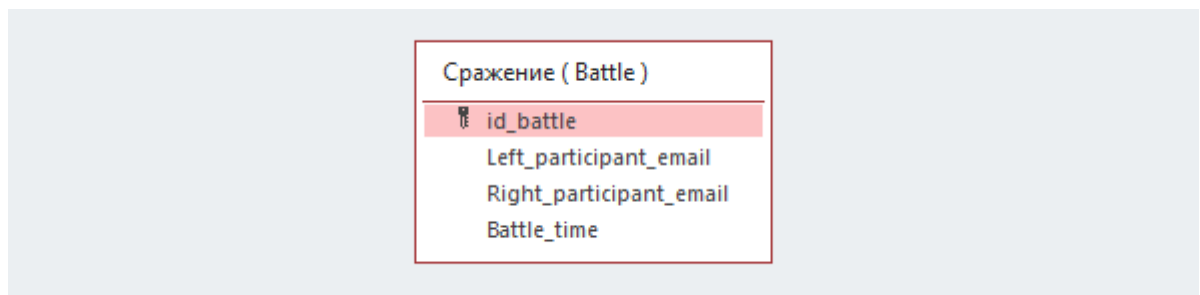 Сражение ( Battle )
id_battle
Left_participant_email
Right_participant_email
Battle_time